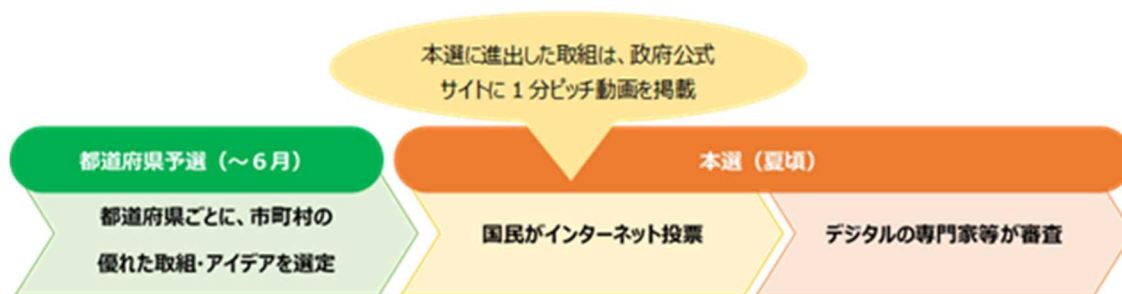 本選に進出した取組は、政府公式
サイトに1分ピッチ動画を掲載
都道府県予選（～6月）
本選（夏頃）
都道府県ごとに、市町村の
優れた取組・アイデアを選定
国民がインターネット投票
デジタルの専門家等が審査